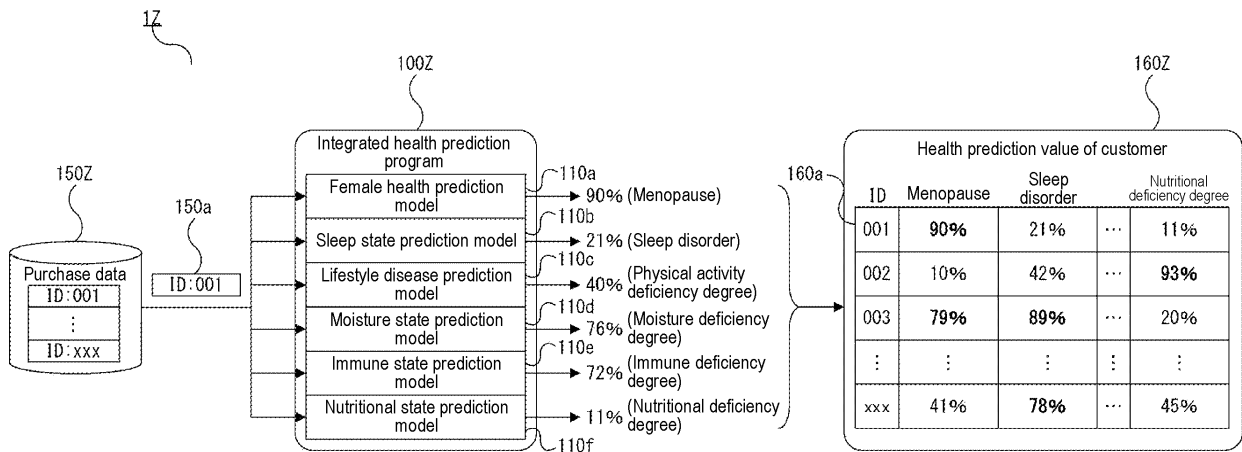 1Z
100Z
160Z
Integrated health prediction
program
Health prediction value of customer
150Z
150a
110a
160a
Female health prediction
model
90% (Menopause)
110b
Sleep state prediction model
21% (Sleep disorder)
110c
Lifestyle disease prediction
model
40% (Physical activity
deficiency degree)
110d
Moisture state prediction
model
76% (Moisture deficiency
degree)
110e
Immune state prediction
model
72% (Immune deficiency
degree)
Nutritional state prediction
model
11% (Nutritional deficiency
degree)
110f
Purchase data
ID:001
⋮
ID:xxx
ID:001
ID Menopause Sleep disorder Nutritional deficiency degree
001 90% 21% ⋯ 11%
002 10% 42% ⋯ 93%
003 79% 89% ⋯ 20%
⋮ ⋮ ⋮ ⋮ ⋮
xxx 41% 78% ⋯ 45%